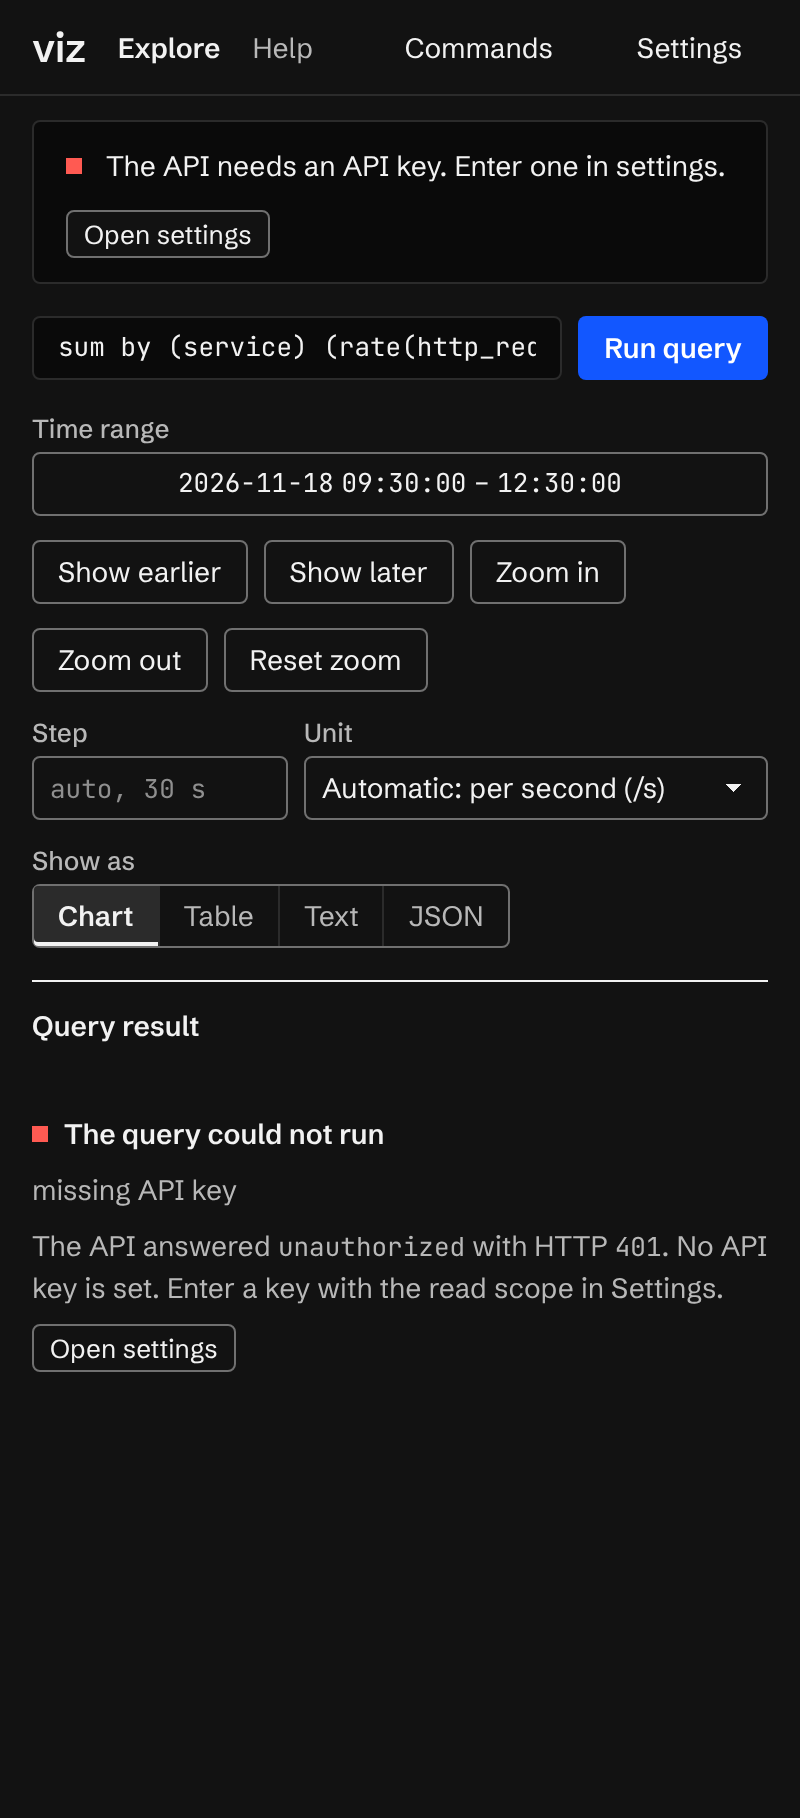 viz Explore Help Commands Settings
The API needs an API key. Enter one in settings.
Open settings
sum by (service) (rate(http_rec Run query
Time range
2026-11-18 09:30:00 – 12:30:00
Show earlier Show later Zoom in
Zoom out Reset zoom
Step Unit
auto, 30 s Automatic: per second (/s)
Show as
Chart Table Text JSON
Query result
The query could not run
missing API key
The API answered unauthorized with HTTP 401. No API
key is set. Enter a key with the read scope in Settings.
Open settings